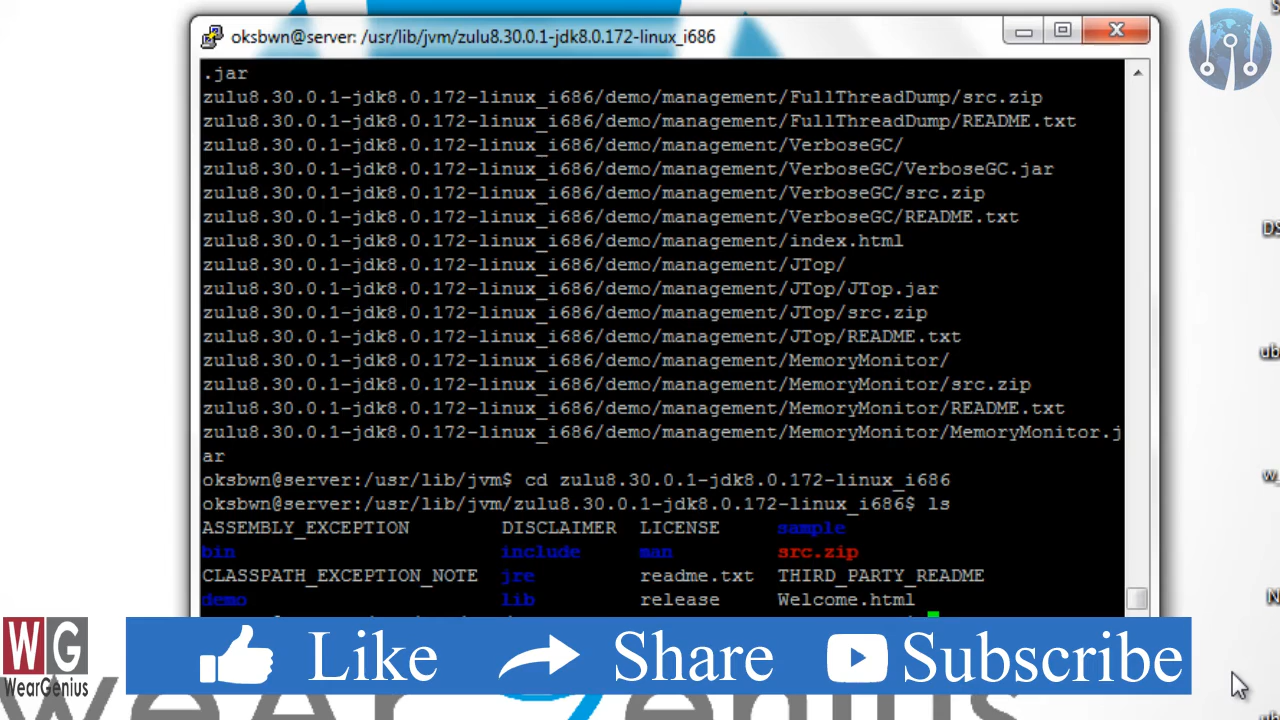 oksbwn@server: /usr/lib/jvm/zulu8.30.0.1-jdk8.0.172-linux_i686
.jar
zulu8.30.0.1-jdk8.0.172-linux_i686/demo/management/FullThreadDump/src.zip
zulu8.30.0.1-jdk8.0.172-linux_i686/demo/management/FullThreadDump/README.txt
zulu8.30.0.1-jdk8.0.172-linux_i686/demo/management/VerboseGC/
zulu8.30.0.1-jdk8.0.172-linux_i686/demo/management/VerboseGC/VerboseGC.jar
zulu8.30.0.1-jdk8.0.172-linux_i686/demo/management/VerboseGC/src.zip
zulu8.30.0.1-jdk8.0.172-linux_i686/demo/management/VerboseGC/README.txt
zulu8.30.0.1-jdk8.0.172-linux_i686/demo/management/index.html
zulu8.30.0.1-jdk8.0.172-linux_i686/demo/management/JTop/
zulu8.30.0.1-jdk8.0.172-linux_i686/demo/management/JTop/JTop.jar
zulu8.30.0.1-jdk8.0.172-linux_i686/demo/management/JTop/src.zip
zulu8.30.0.1-jdk8.0.172-linux_i686/demo/management/JTop/README.txt
zulu8.30.0.1-jdk8.0.172-linux_i686/demo/management/MemoryMonitor/
zulu8.30.0.1-jdk8.0.172-linux_i686/demo/management/MemoryMonitor/src.zip
zulu8.30.0.1-jdk8.0.172-linux_i686/demo/management/MemoryMonitor/README.txt
zulu8.30.0.1-jdk8.0.172-linux_i686/demo/management/MemoryMonitor/MemoryMonitor.j
ar
oksbwn@server:/usr/lib/jvm$ cd zulu8.30.0.1-jdk8.0.172-linux_i686
oksbwn@server:/usr/lib/jvm/zulu8.30.0.1-jdk8.0.172-linux_i686$ ls
ASSEMBLY_EXCEPTION DISCLAIMER LICENSE sample
bin include man src.zip
CLASSPATH_EXCEPTION_NOTE jre readme.txt THIRD_PARTY_README
demo lib release Welcome.html
WG
WearGenius
Like Share Subscribe